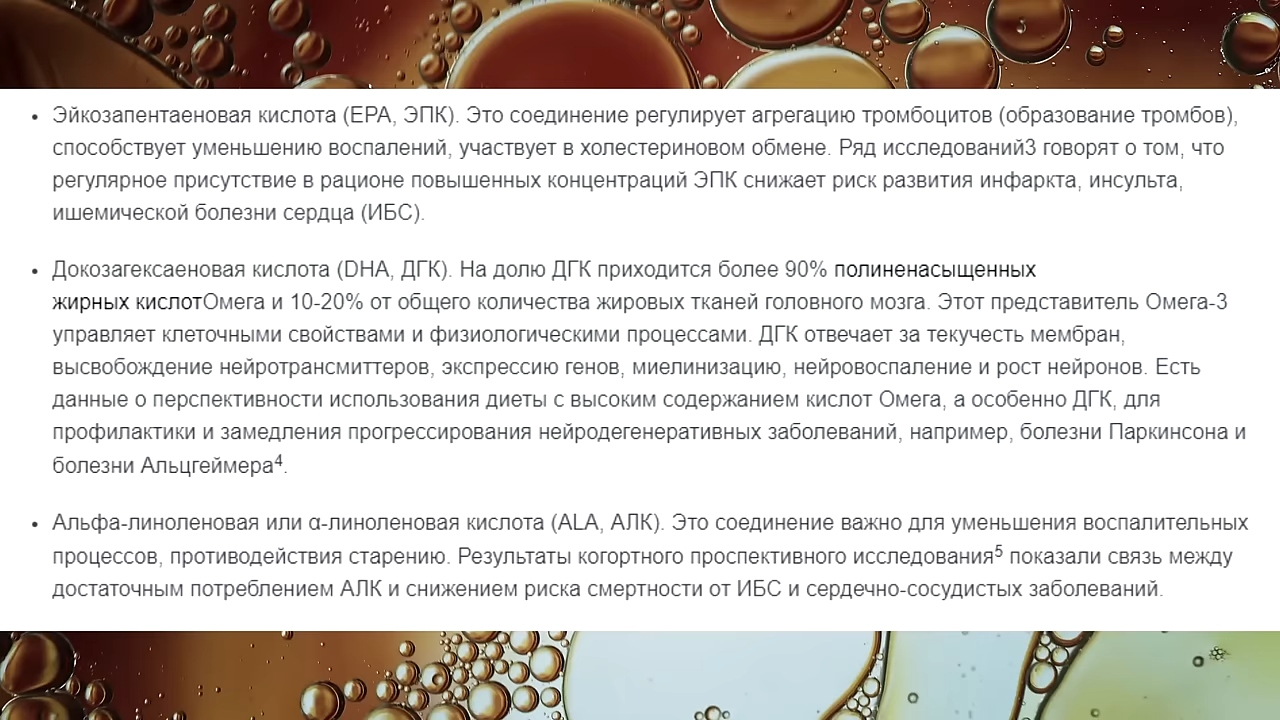 • Эйкозапентаеновая кислота (EPA, ЭПК). Это соединение регулирует агрегацию тромбоцитов (образование тромбов),
способствует уменьшению воспалений, участвует в холестериновом обмене. Ряд исследований3 говорят о том, что
регулярное присутствие в рационе повышенных концентраций ЭПК снижает риск развития инфаркта, инсульта,
ишемической болезни сердца (ИБС).
• Докозагексаеновая кислота (DHA, ДГК). На долю ДГК приходится более 90% полиненасыщенных
жирных кислотОмега и 10-20% от общего количества жировых тканей головного мозга. Этот представитель Омега-3
управляет клеточными свойствами и физиологическими процессами. ДГК отвечает за текучесть мембран,
высвобождение нейротрансмиттеров, экспрессию генов, миелинизацию, нейровоспаление и рост нейронов. Есть
данные о перспективности использования диеты с высоким содержанием кислот Омега, а особенно ДГК, для
профилактики и замедления прогрессирования нейродегенеративных заболеваний, например, болезни Паркинсона и
болезни Альцгеймера⁴.
• Альфа-линоленовая или α-линоленовая кислота (ALA, АЛК). Это соединение важно для уменьшения воспалительных
процессов, противодействия старению. Результаты когортного проспективного исследования⁵ показали связь между
достаточным потреблением АЛК и снижением риска смертности от ИБС и сердечно-сосудистых заболеваний.